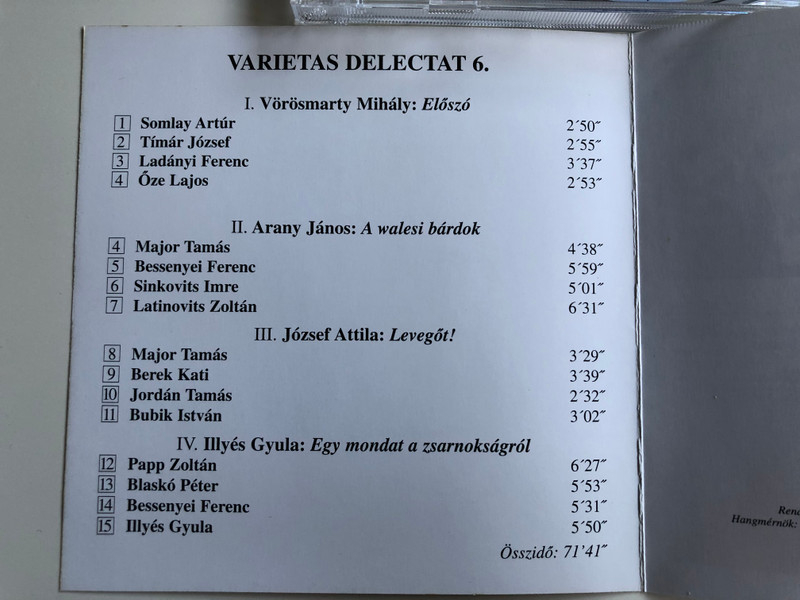 VARIETAS DELECTAT 6.
I. Vörösmarty Mihály: Előszó
1 Somlay Artúr 2´50˝
2 Tímár József 2´55˝
3 Ladányi Ferenc 3´37˝
4 Őze Lajos 2´53˝
II. Arany János: A walesi bárdok
4 Major Tamás 4´38˝
5 Bessenyei Ferenc 5´59˝
6 Sinkovits Imre 5´01˝
7 Latinovits Zoltán 6´31˝
III. József Attila: Levegőt!
8 Major Tamás 3´29˝
9 Berek Kati 3´39˝
10 Jordán Tamás 2´32˝
11 Bubik István 3´02˝
IV. Illyés Gyula: Egy mondat a zsarnokságról
12 Papp Zoltán 6´27˝
13 Blaskó Péter 5´53˝
14 Bessenyei Ferenc 5´31˝
15 Illyés Gyula 5´50˝
Összidő: 71’41˝
Hangmérnök: